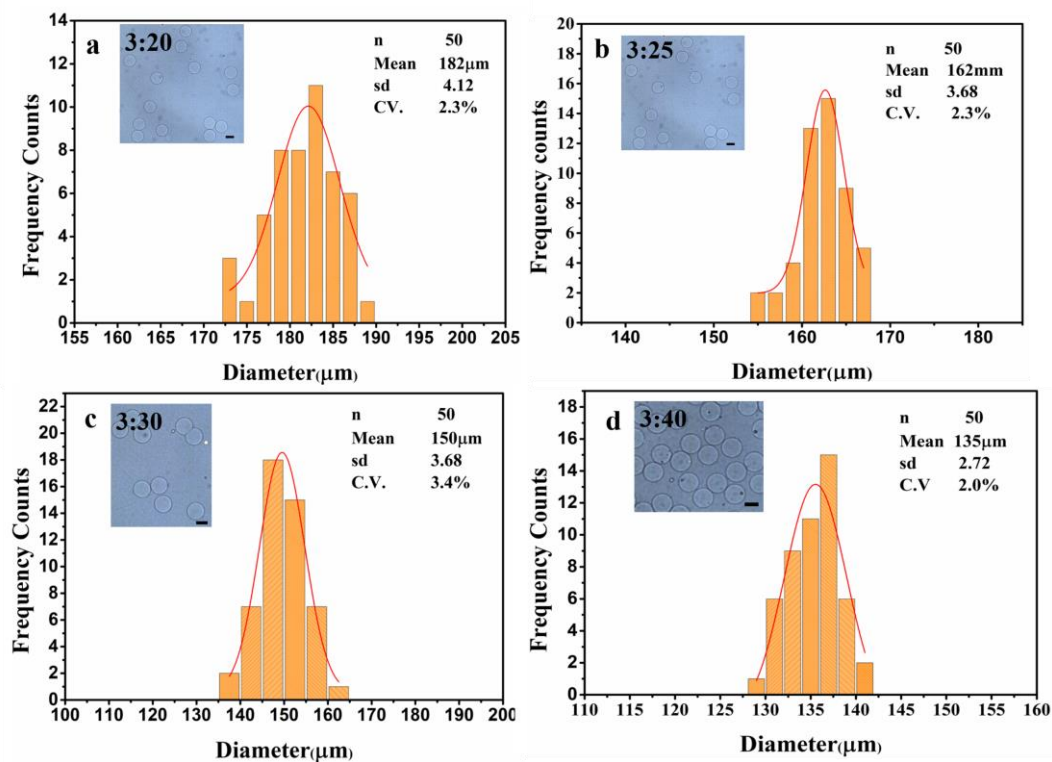 a
3:20
n 50
Mean 182μm
sd 4.12
CV. 2.3%
Frequency Counts
14
12
10
8
6
4
2
0
155 160 165 170 175 180 185 190 195 200 205
Diameter(μm)
b
3:25
n 50
Mean 162mm
sd 3.68
C.V. 2.3%
Frequency counts
20
18
16
14
12
10
8
6
4
2
0
140 150 160 170 180
Diameter(μm)
c
3:30
n 50
Mean 150μm
sd 3.68
C.V. 3.4%
Frequency Counts
22
20
18
16
14
12
10
8
6
4
2
0
100 110 120 130 140 150 160 170 180 190 200
Diameter(μm)
d
3:40
n 50
Mean 135μm
sd 2.72
C.V 2.0%
Frequency Counts
18
16
14
12
10
8
6
4
2
0
110 115 120 125 130 135 140 145 150 155 160
Diameter(μm)